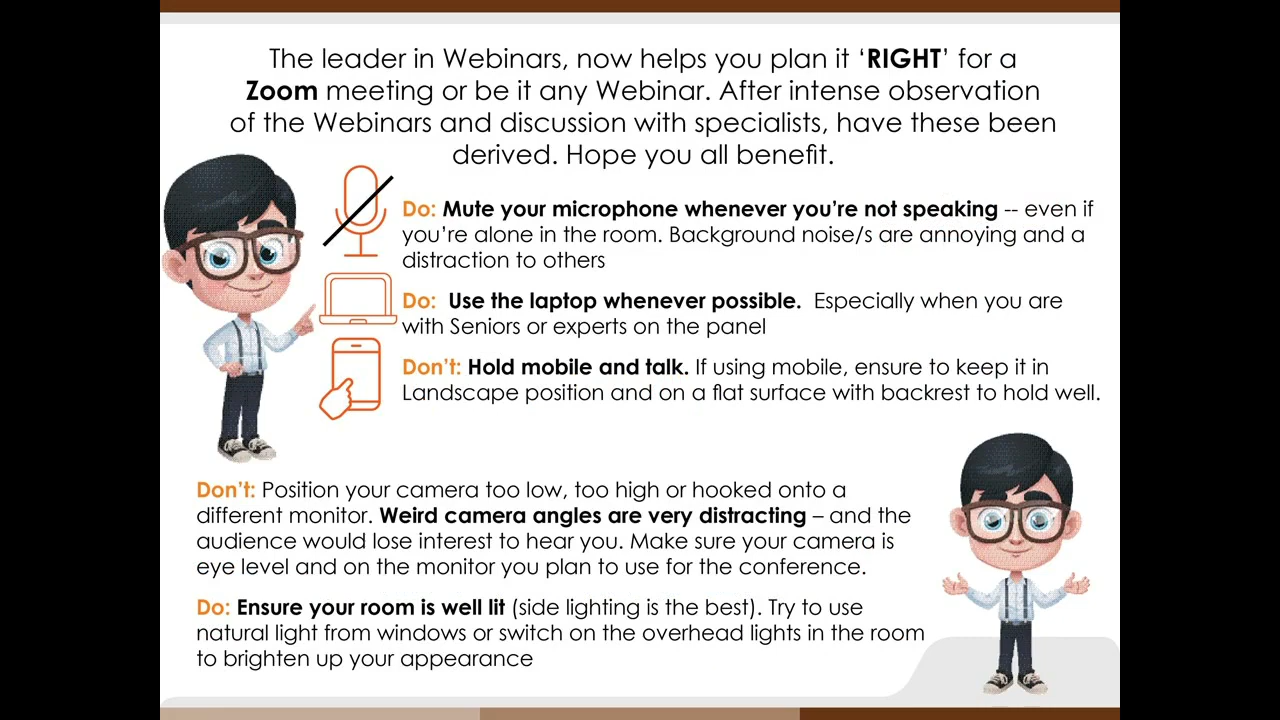 The leader in Webinars, now helps you plan it ‘RIGHT’ for a
Zoom meeting or be it any Webinar. After intense observation
of the Webinars and discussion with specialists, have these been
derived. Hope you all benefit.
Do: Mute your microphone whenever you’re not speaking -- even if
you’re alone in the room. Background noise/s are annoying and a
distraction to others
Do: Use the laptop whenever possible. Especially when you are
with Seniors or experts on the panel
Don’t: Hold mobile and talk. If using mobile, ensure to keep it in
Landscape position and on a flat surface with backrest to hold well.
Don’t: Position your camera too low, too high or hooked onto a
different monitor. Weird camera angles are very distracting – and the
audience would lose interest to hear you. Make sure your camera is
eye level and on the monitor you plan to use for the conference.
Do: Ensure your room is well lit (side lighting is the best). Try to use
natural light from windows or switch on the overhead lights in the room
to brighten up your appearance